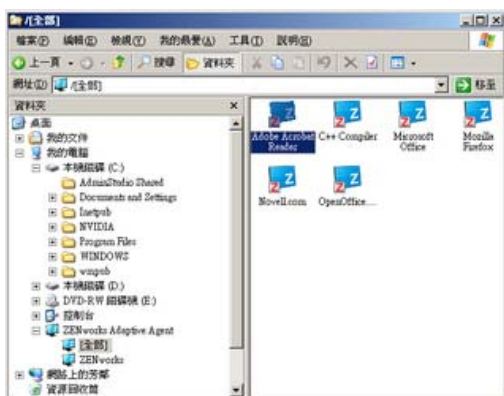 /[全部]
檔案(F) 編輯(E) 檢視(V) 我的最愛(A) 工具(T) 說明(H)
上一頁 搜尋 資料夾
網址(D) /[全部] 移至
資料夾
桌面
我的文件
我的電腦
本機磁碟 (C:)
AdminStudio Shared
Documents and Settings
Inetpub
NVIDIA
Program Files
WINDOWS
wmpub
本機磁碟 (D:)
DVD-RW 磁碟機 (E:)
控制台
ZENworks Adaptive Agent
[全部]
ZENworks
網路上的芳鄰
資源回收筒
Adobe Acrobat Reader
C++ Compiler
Microsoft Office
Mozilla Firefox
Novell.com
OpenOffice....